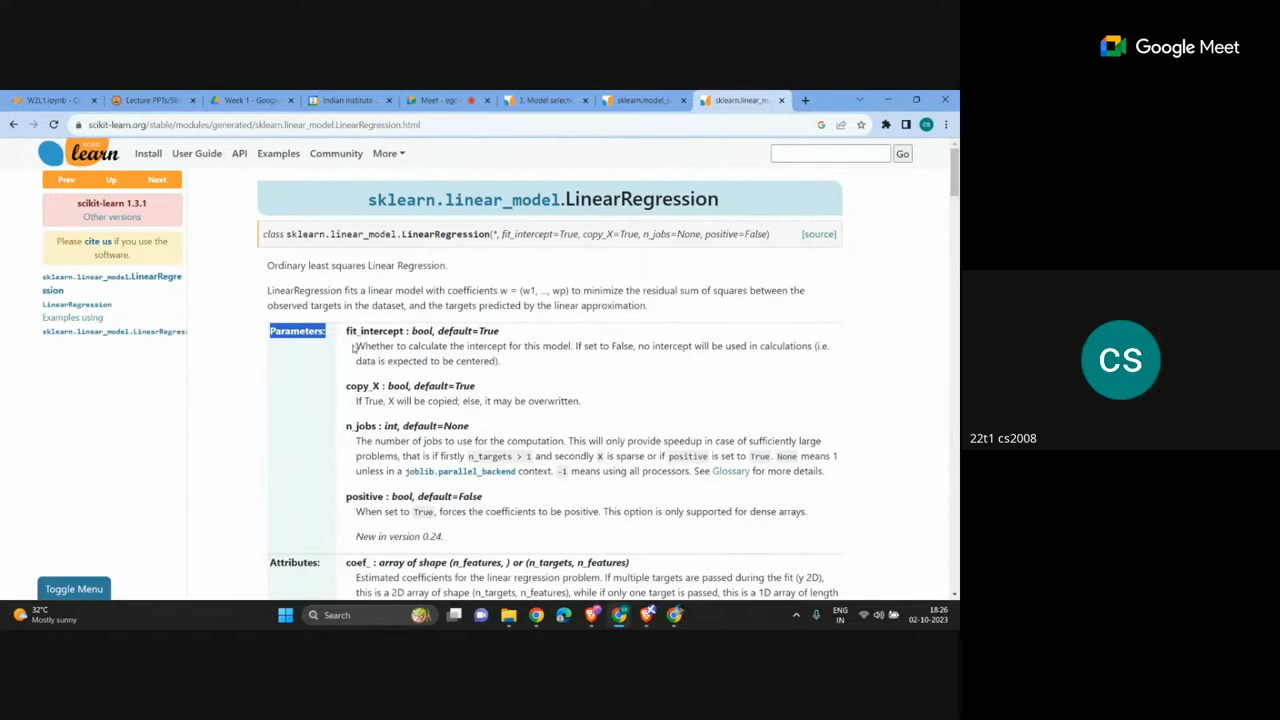 Google Meet
W2L1.ipynb - Co
Lecture PPTs/Sli
Week 1 - Google
Indian Institute
Meet - ego
3. Model selecti
sklearn.model_s
sklearn.linear_m
scikit-learn.org/stable/modules/generated/sklearn.linear_model.LinearRegression.html
CS
scikit
learn
Install
User Guide
API
Examples
Community
More
Go
Prev
Up
Next
scikit-learn 1.3.1
Other versions
Please cite us if you use the
software.
sklearn.linear_model.LinearRegre
ssion
LinearRegression
Examples using
sklearn.linear_model.LinearRegress
Toggle Menu
sklearn.linear_model.LinearRegression
class sklearn.linear_model.LinearRegression(*, fit_intercept=True, copy_X=True, n_jobs=None, positive=False) [source]
Ordinary least squares Linear Regression.
LinearRegression fits a linear model with coefficients w = (w1, ..., wp) to minimize the residual sum of squares between the
observed targets in the dataset, and the targets predicted by the linear approximation.
Parameters: fit_intercept : bool, default=True
Whether to calculate the intercept for this model. If set to False, no intercept will be used in calculations (i.e.
data is expected to be centered).
copy_X : bool, default=True
If True, X will be copied; else, it may be overwritten.
n_jobs : int, default=None
The number of jobs to use for the computation. This will only provide speedup in case of sufficiently large
problems, that is if firstly n_targets > 1 and secondly X is sparse or if positive is set to True. None means 1
unless in a joblib.parallel_backend context. -1 means using all processors. See Glossary for more details.
positive : bool, default=False
When set to True, forces the coefficients to be positive. This option is only supported for dense arrays.
New in version 0.24.
Attributes: coef_ : array of shape (n_features, ) or (n_targets, n_features)
Estimated coefficients for the linear regression problem. If multiple targets are passed during the fit (y 2D),
this is a 2D array of shape (n_targets, n_features), while if only one target is passed, this is a 1D array of length
CS
22t1 cs2008
32°C
Mostly sunny
Search
ENG
IN
18:26
02-10-2023